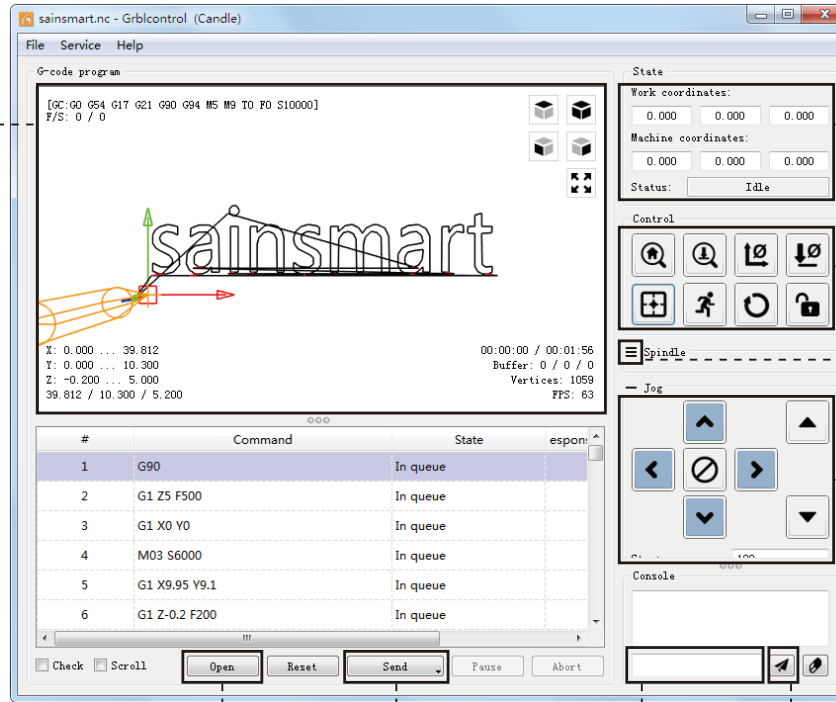 sainsmart.nc - Grblcontrol (Candle)
File Service Help
G-code program
[GC:G0 G54 G17 G21 G90 G94 M5 M9 T0 F0 S10000]
F/S: 0 / 0
sainsmart
X: 0.000 ... 39.812
Y: 0.000 ... 10.300
Z: -0.200 ... 5.000
39.812 / 10.300 / 5.200
00:00:00 / 00:01:56
Buffer: 0 / 0 / 0
Vertices: 1059
FPS: 63
# Command State espons
1 G90 In queue
2 G1 Z5 F500 In queue
3 G1 X0 Y0 In queue
4 M03 S6000 In queue
5 G1 X9.95 Y9.1 In queue
6 G1 Z-0.2 F200 In queue
Check Scroll Open Reset Send Pause Abort
State
Work coordinates:
0.000 0.000 0.000
Machine coordinates:
0.000 0.000 0.000
Status: Idle
Control
Spindle
Jog
Console